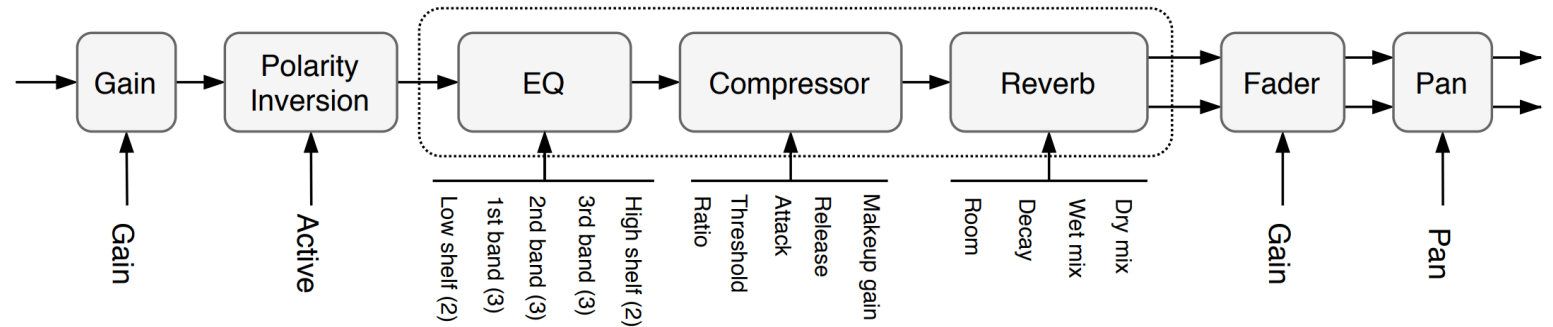 Gain
Polarity
Inversion
EQ
Compressor
Reverb
Fader
Pan
Gain
Active
Low shelf (2)
1st band (3)
2nd band (3)
3rd band (3)
High shelf (2)
Ratio
Threshold
Attack
Release
Makeup gain
Room
Decay
Wet mix
Dry mix
Gain
Pan